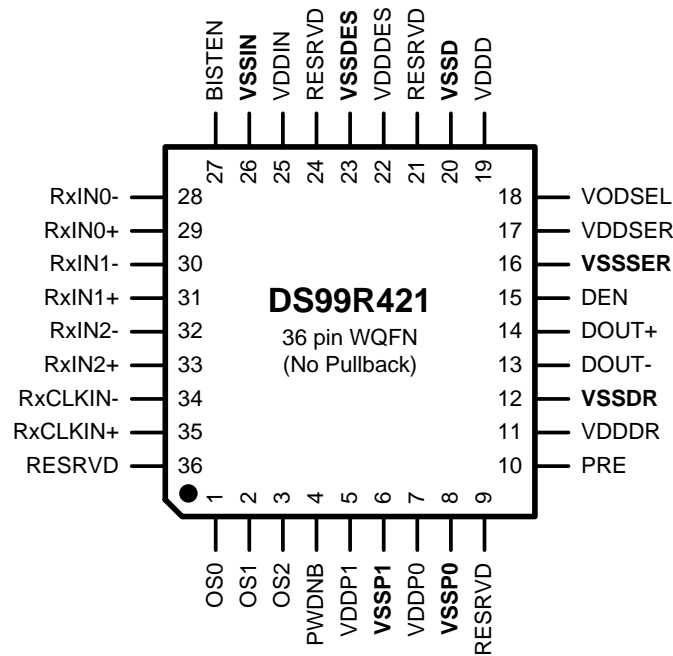 BISTEN
VSSIN
VDDIN
RESRVD
VSSDES
VDDDES
RESRVD
VSSD
VDDD
27
26
25
24
23
22
21
20
19
RxIN0-
28
RxIN0+
29
RxIN1-
30
RxIN1+
31
RxIN2-
32
RxIN2+
33
RxCLKIN-
34
RxCLKIN+
35
RESRVD
36
DS99R421
36 pin WQFN
(No Pullback)
18
VODSEL
17
VDDSER
16
VSSSER
15
DEN
14
DOUT+
13
DOUT-
12
VSSDR
11
VDDDR
10
PRE
1
2
3
4
5
6
7
8
9
OS0
OS1
OS2
PWDNB
VDDP1
VSSP1
VDDP0
VSSP0
RESRVD